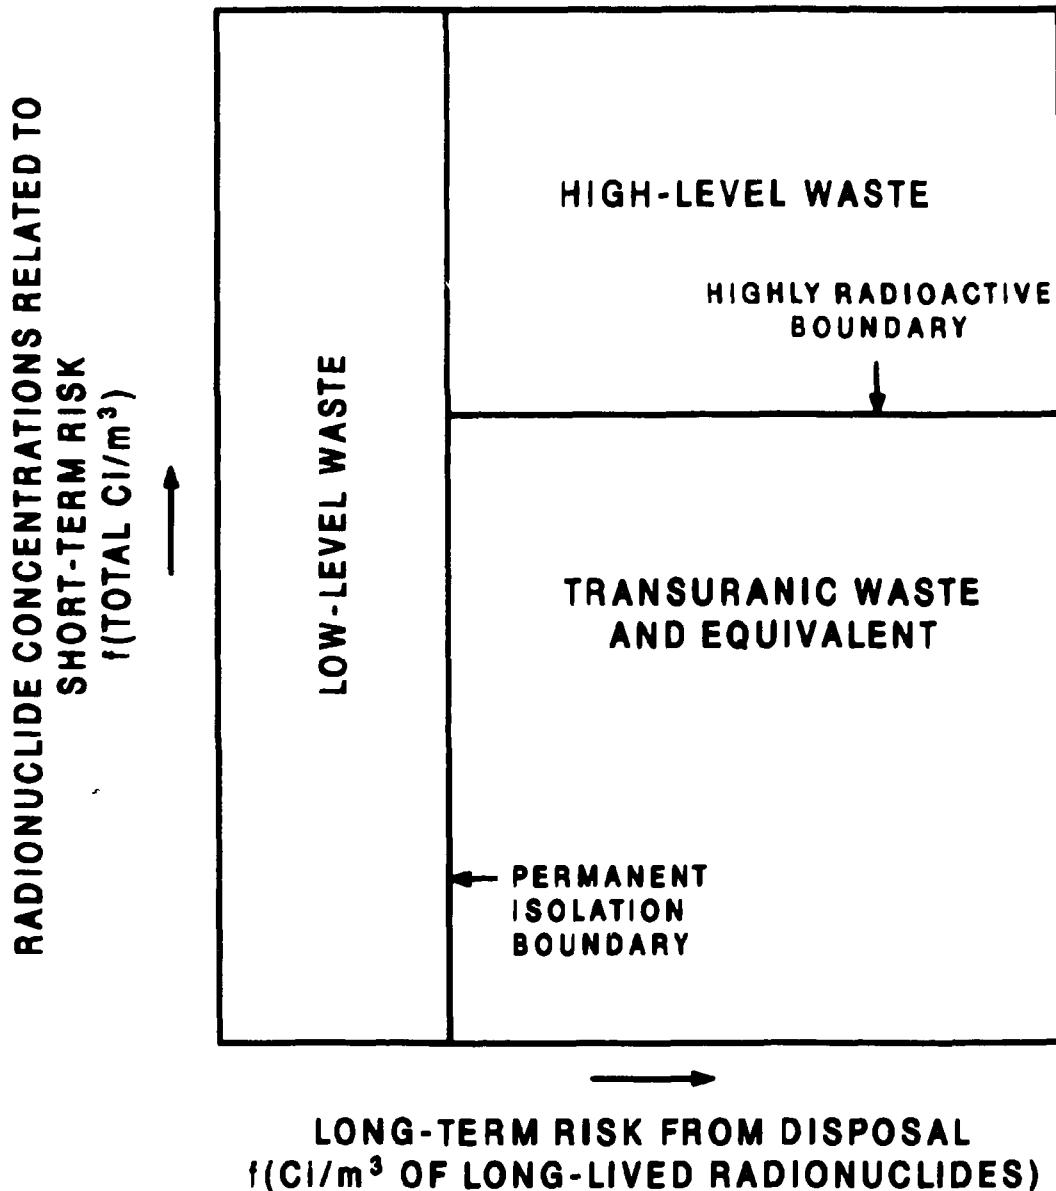 RADIONUCLIDE CONCENTRATIONS RELATED TO
SHORT-TERM RISK
f(TOTAL CI/m³)
LOW-LEVEL WASTE
HIGH-LEVEL WASTE
HIGHLY RADIOACTIVE
BOUNDARY
TRANSURANIC WASTE
AND EQUIVALENT
PERMANENT
ISOLATION
BOUNDARY
LONG-TERM RISK FROM DISPOSAL
f(CI/m³ OF LONG-LIVED RADIONUCLIDES)